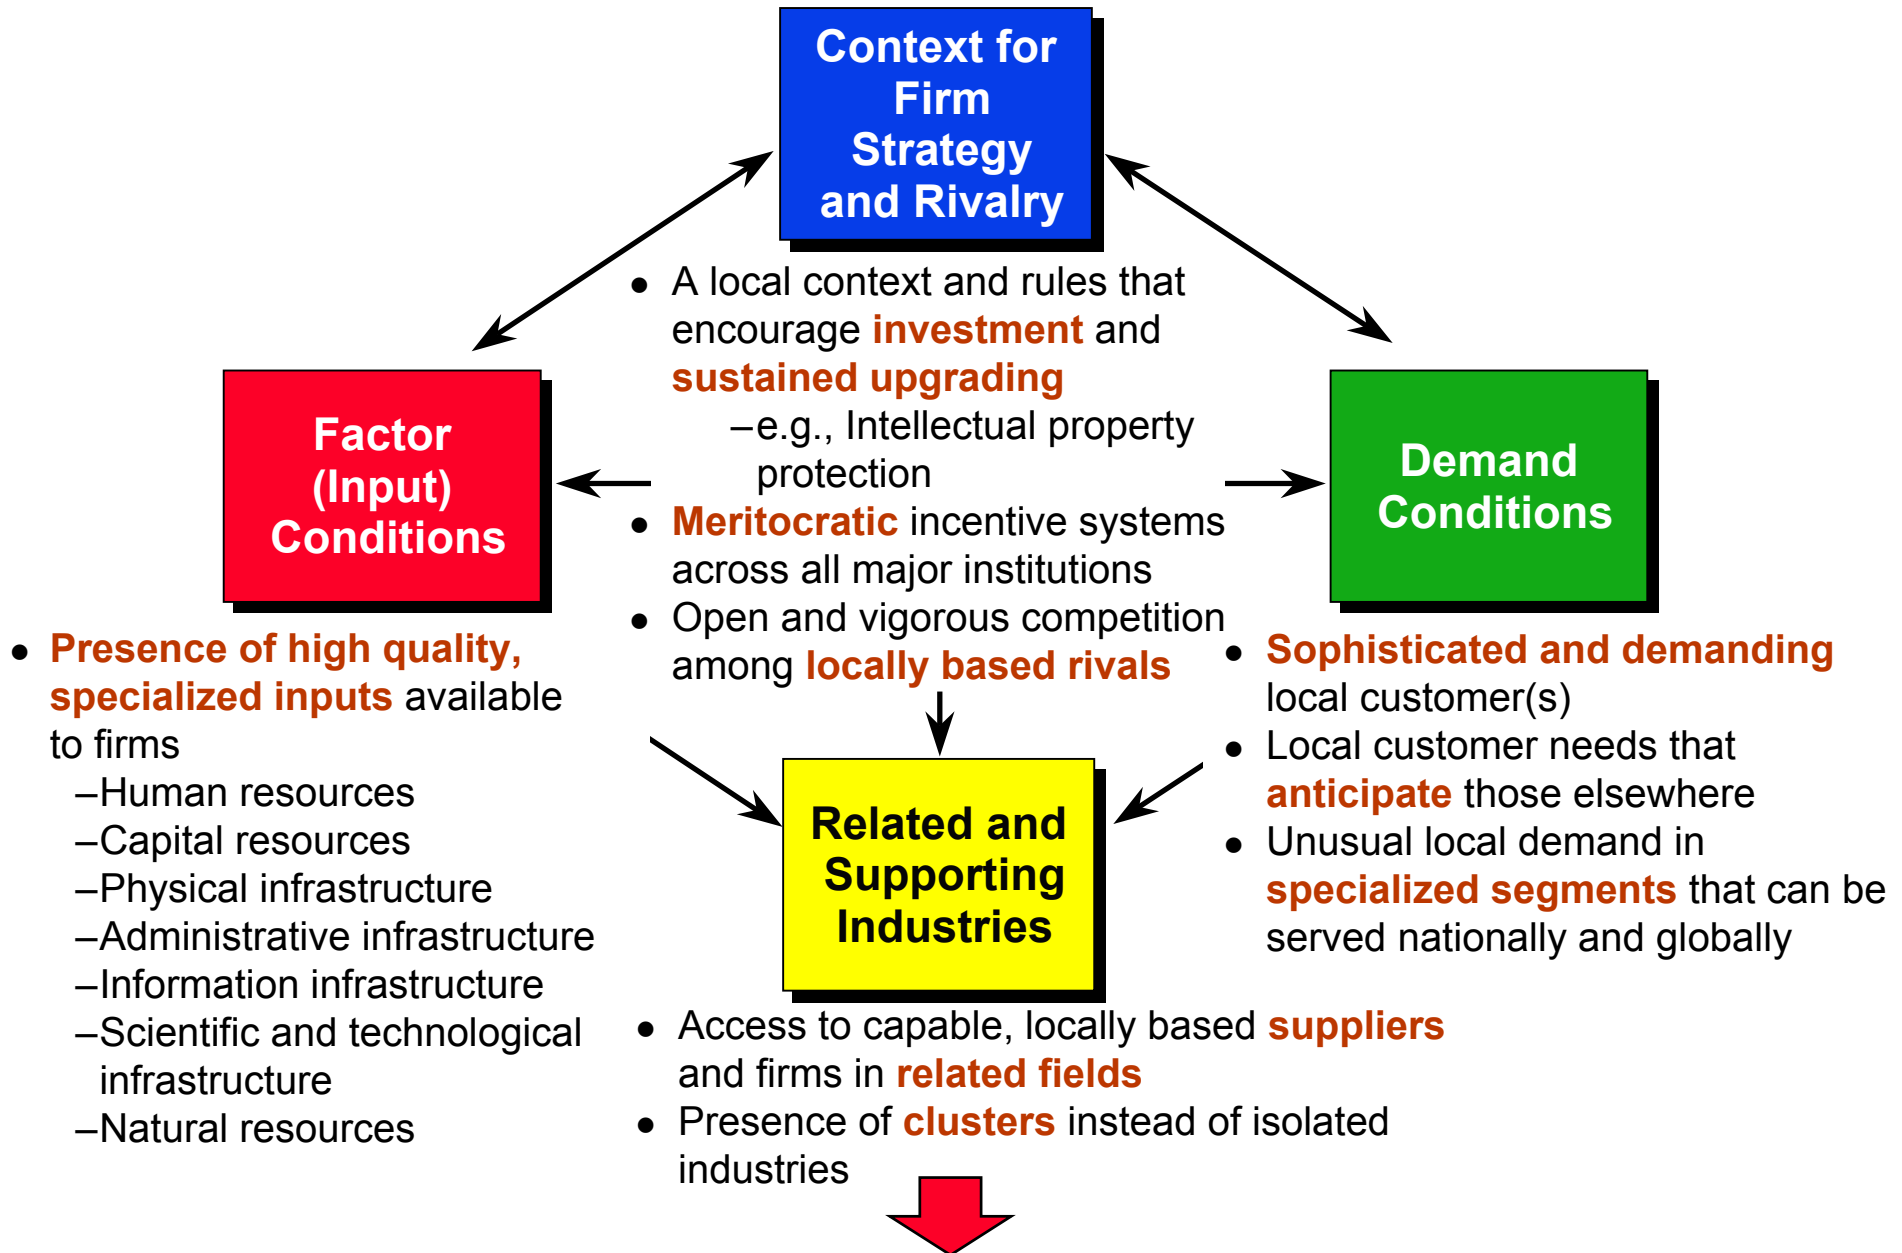 Context for
Firm
Strategy
and Rivalry
● A local context and rules that
encourage investment and
sustained upgrading
–e.g., Intellectual property
protection
● Meritocratic incentive systems
across all major institutions
● Open and vigorous competition
among locally based rivals
Factor
(Input)
Conditions
● Presence of high quality,
specialized inputs available
to firms
–Human resources
–Capital resources
–Physical infrastructure
–Administrative infrastructure
–Information infrastructure
–Scientific and technological
infrastructure
–Natural resources
Demand
Conditions
● Sophisticated and demanding
local customer(s)
● Local customer needs that
anticipate those elsewhere
● Unusual local demand in
specialized segments that can be
served nationally and globally
Related and
Supporting
Industries
● Access to capable, locally based suppliers
and firms in related fields
● Presence of clusters instead of isolated
industries